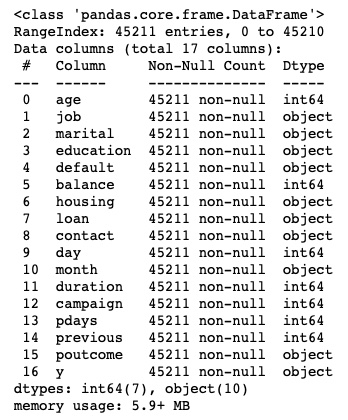 <class 'pandas.core.frame.DataFrame'>
RangeIndex: 45211 entries, 0 to 45210
Data columns (total 17 columns):
 #   Column     Non-Null Count  Dtype
---  ------     --------------  -----
 0   age        45211 non-null  int64
 1   job        45211 non-null  object
 2   marital    45211 non-null  object
 3   education  45211 non-null  object
 4   default    45211 non-null  object
 5   balance    45211 non-null  int64
 6   housing    45211 non-null  object
 7   loan       45211 non-null  object
 8   contact    45211 non-null  object
 9   day        45211 non-null  int64
 10  month      45211 non-null  object
 11  duration   45211 non-null  int64
 12  campaign   45211 non-null  int64
 13  pdays      45211 non-null  int64
 14  previous   45211 non-null  int64
 15  poutcome   45211 non-null  object
 16  y          45211 non-null  object
dtypes: int64(7), object(10)
memory usage: 5.9+ MB